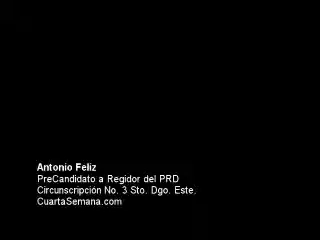 Antonio Feliz
PreCandidato a Regidor del PRD
Circunscripción No. 3 Sto. Dgo. Este.
CuartaSemana.com